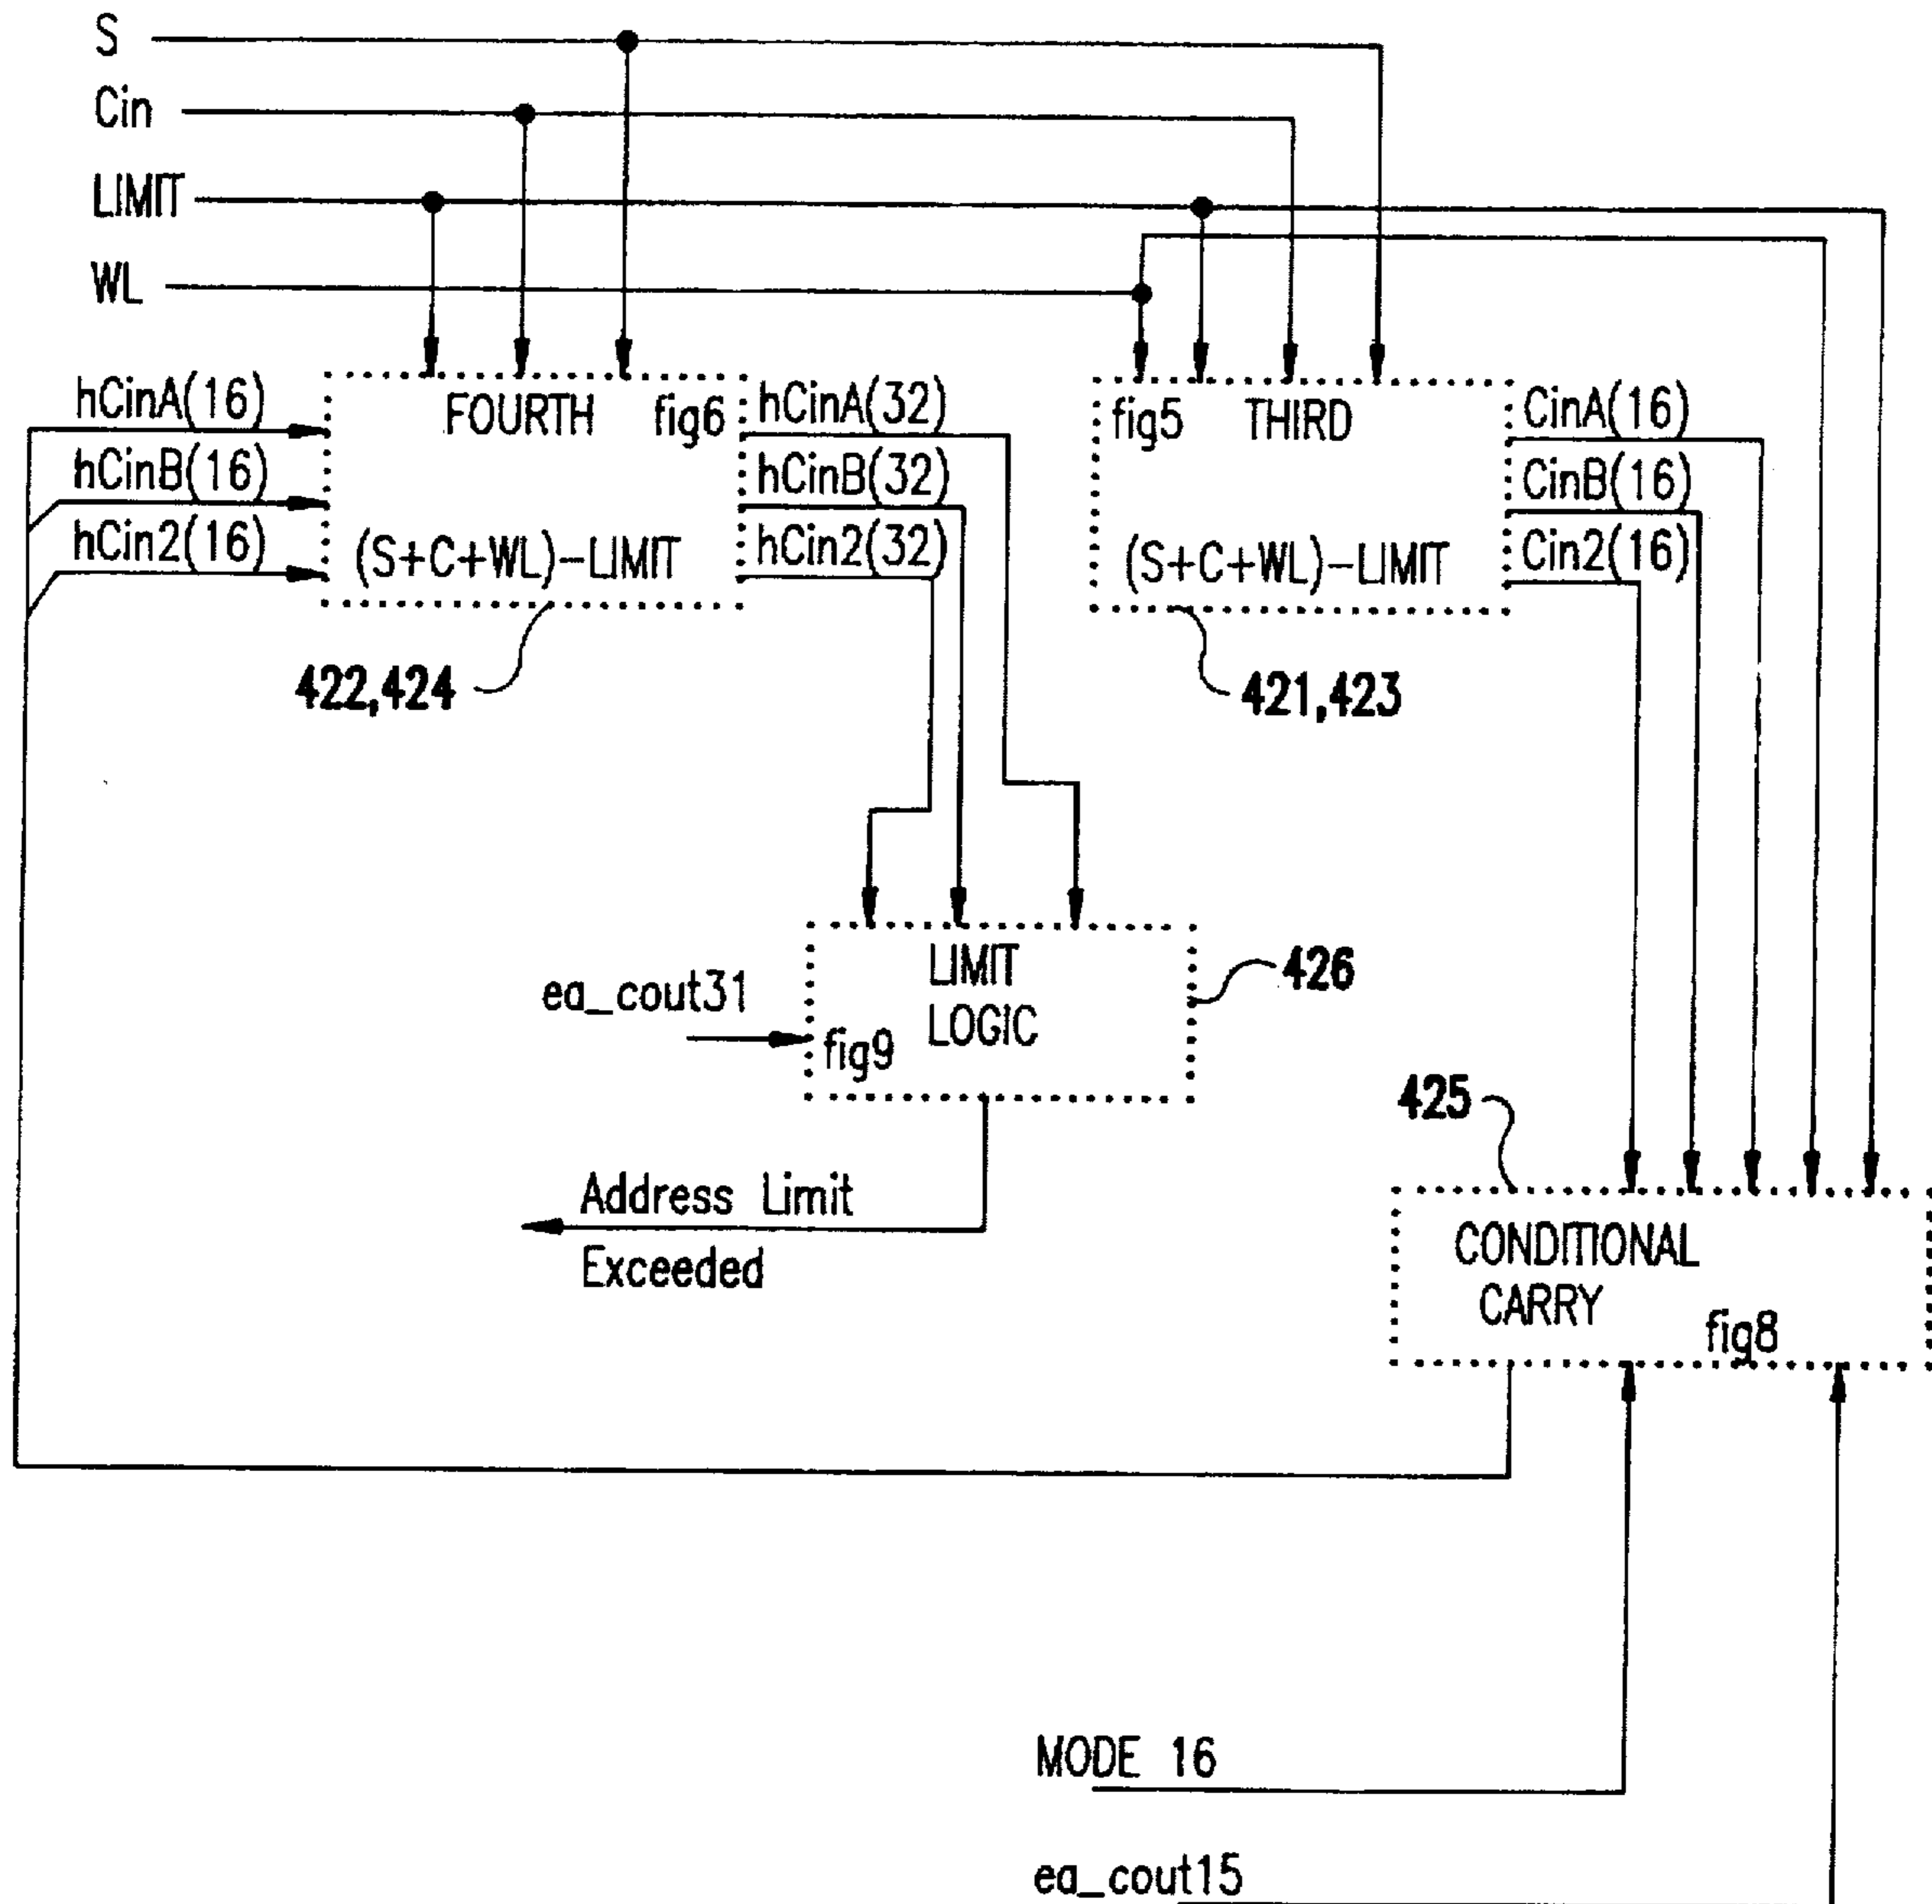 S
Cin
LIMIT
WL
hCinA(16)
hCinB(16)
hCin2(16)
FOURTH fig6
(S+C+WL)-LIMIT
hCinA(32)
hCinB(32)
hCin2(32)
fig5 THIRD
(S+C+WL)-LIMIT
CinA(16)
CinB(16)
Cin2(16)
422,424
421,423
ea_cout31
LIMIT
LOGIC
fig9
426
425
Address Limit
Exceeded
CONDITIONAL
CARRY
fig8
MODE 16
ea_cout15